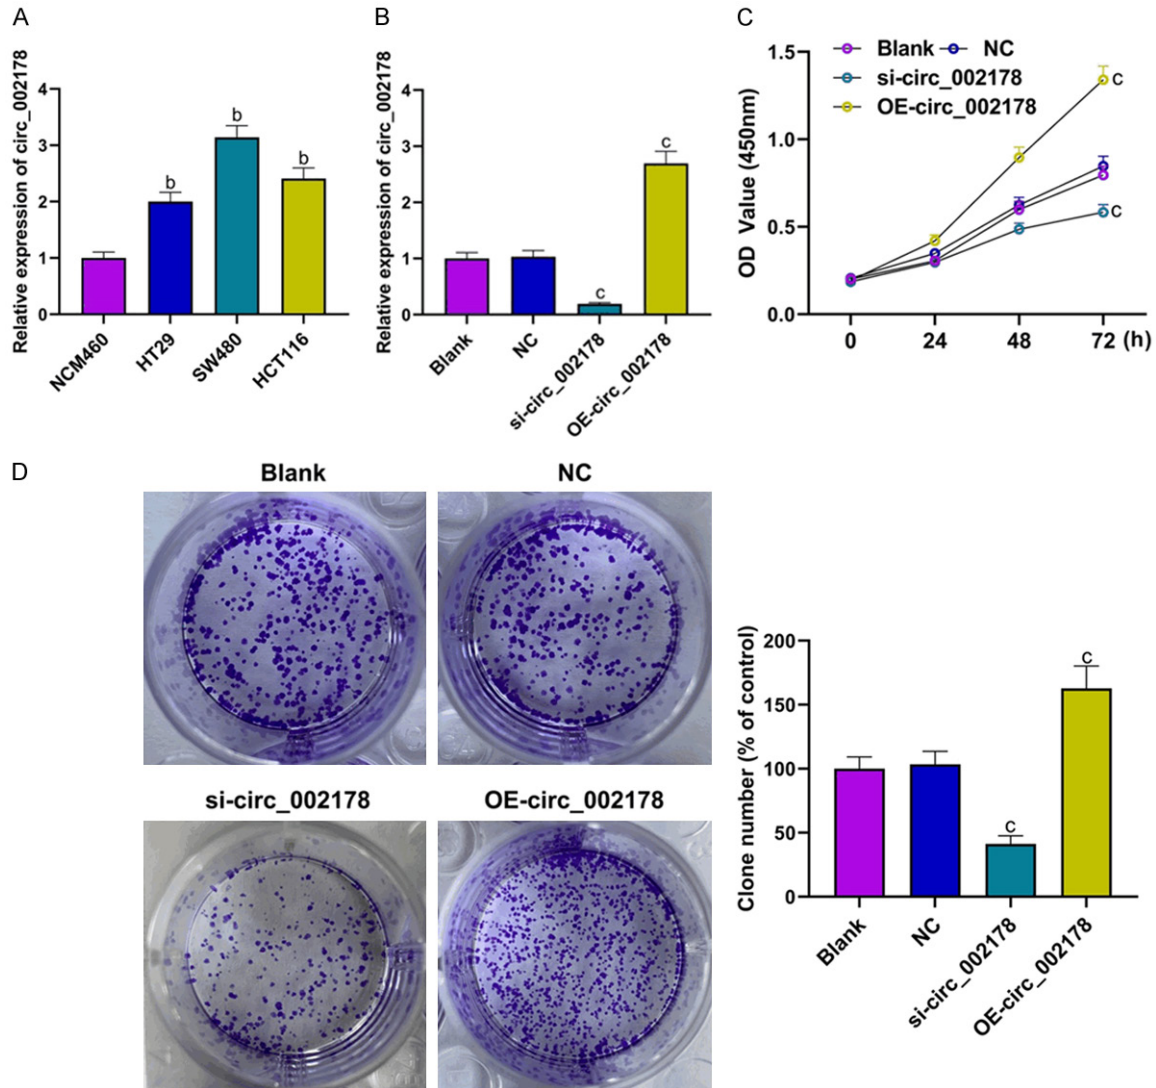 A
Relative expression of circ_002178
4
3
2
1
0
b
b
b
NCM460
HT29
SW480
HCT116
B
Relative expression of circ_002178
4
3
2
1
0
c
c
Blank
NC
si-circ_002178
OE-circ_002178
C
OD Value (450nm)
1.5
1.0
0.5
0.0
Blank NC
si-circ_002178
OE-circ_002178
c
c
0 24 48 72 (h)
D
Blank
NC
si-circ_002178
OE-circ_002178
Clone number (% of control)
200
150
100
50
0
c
c
Blank
NC
si-circ_002178
OE-circ_002178